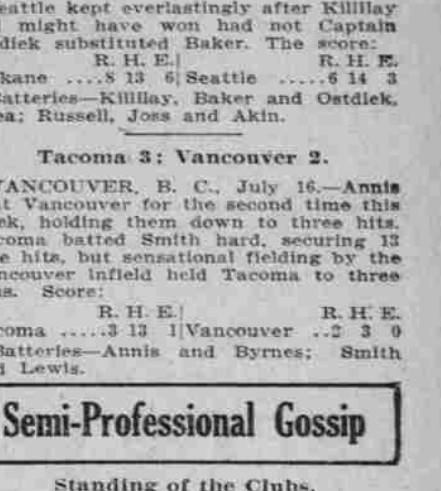 eattle kept everlastingly after Killilay
might have won had not Captain
diek substituted Baker. The score:
R. H. E.| R. H. E.
kane ....8 13 6|Seattle .....6 14 3
Batteries—Killilay, Baker and Ostdiek,
ea; Russell, Joss and Akin.
Tacoma 3; Vancouver 2.
VANCOUVER, B. C., July 16.—Annis
at Vancouver for the second time this
ek, holding them down to three hits.
coma batted Smith hard, securing 13
e hits, but sensational fielding by the
ncouver infield held Tacoma to three
ns. Score:
R. H. E.| R. H. E.
coma .....3 13 1|Vancouver ..2 3 0
Batteries—Annis and Byrnes; Smith
d Lewis.
Semi-Professional Gossip
Standing of the Clubs.